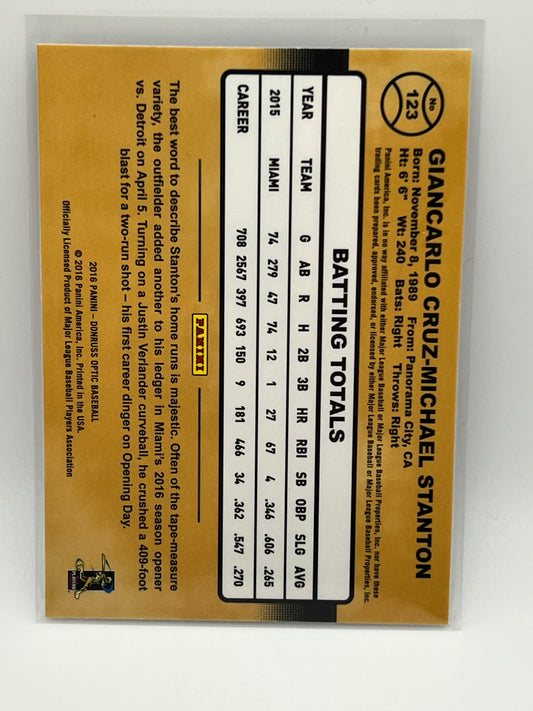 No
123
GIANCARLO CRUZ-MICHAEL STANTON
Born: November 8, 1989 From: Panorama City, CA
Ht: 6' 6" Wt: 240 Bats: Right Throws: Right
Panini America, Inc. is in no way affiliated with either Major League Baseball or Major League Baseball Properties, Inc. nor have these
trading cards been prepared, approved, endorsed, or licensed by either Major League Baseball or Major League Baseball Properties, Inc.
BATTING TOTALS
YEAR TEAM G AB R H 2B 3B HR RBI SB OBP SLG AVG
2015 MIAMI 74 279 47 74 12 1 27 67 4 .346 .606 .265
CAREER 708 2567 397 693 150 9 181 466 34 .362 .547 .270
PANINI
The best word to describe Stanton's home runs is majestic. Often of the tape-measure
variety, the outfielder added another to his ledger in Miami's 2016 season opener
vs. Detroit on April 5. Turning on a Justin Verlander curveball, he crushed a 409-foot
blast for a two-run shot – his first career dinger on Opening Day.
2016 PANINI – DONRUSS OPTIC BASEBALL
© 2016 Panini America, Inc. Printed in the USA.
Officially Licensed Product of Major League Baseball Players Association